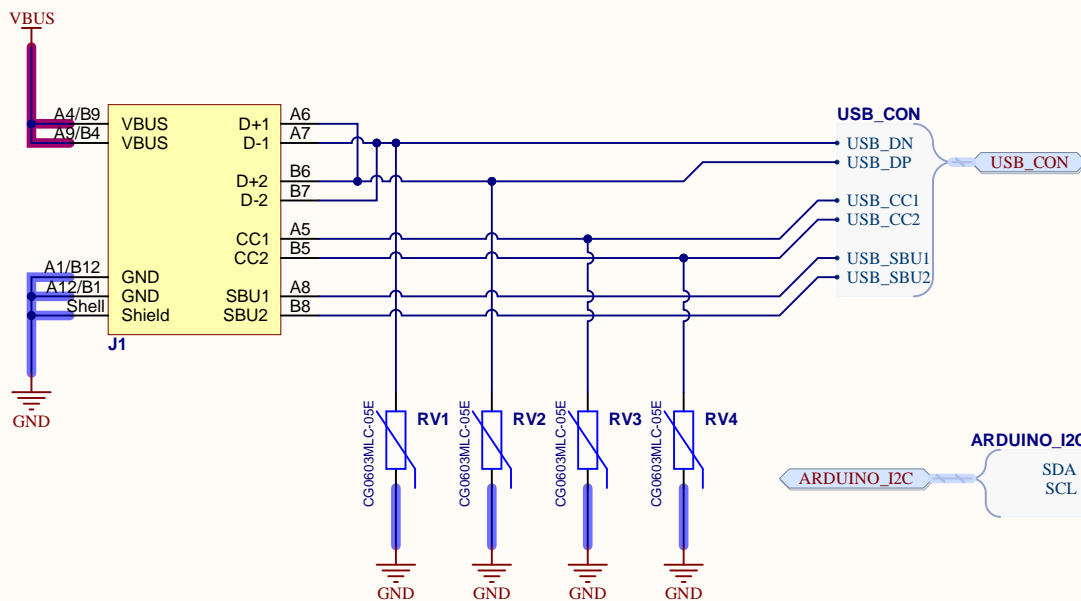 VBUS
A4/B9
A9/B4
VBUS
VBUS
D+1
D-1
A6
A7
D+2
D-2
B6
B7
CC1
CC2
A5
B5
A1/B12
A12/B1
Shell
GND
GND
Shield
SBU1
SBU2
A8
B8
J1
GND
USB_CON
USB_DN
USB_DP
USB_CC1
USB_CC2
USB_SBU1
USB_SBU2
USB_CON
CG0603MLC-05E
RV1
CG0603MLC-05E
RV2
CG0603MLC-05E
RV3
CG0603MLC-05E
RV4
GND
GND
GND
GND
ARDUINO_I2C
ARDUINO_I2C
SDA
SCL